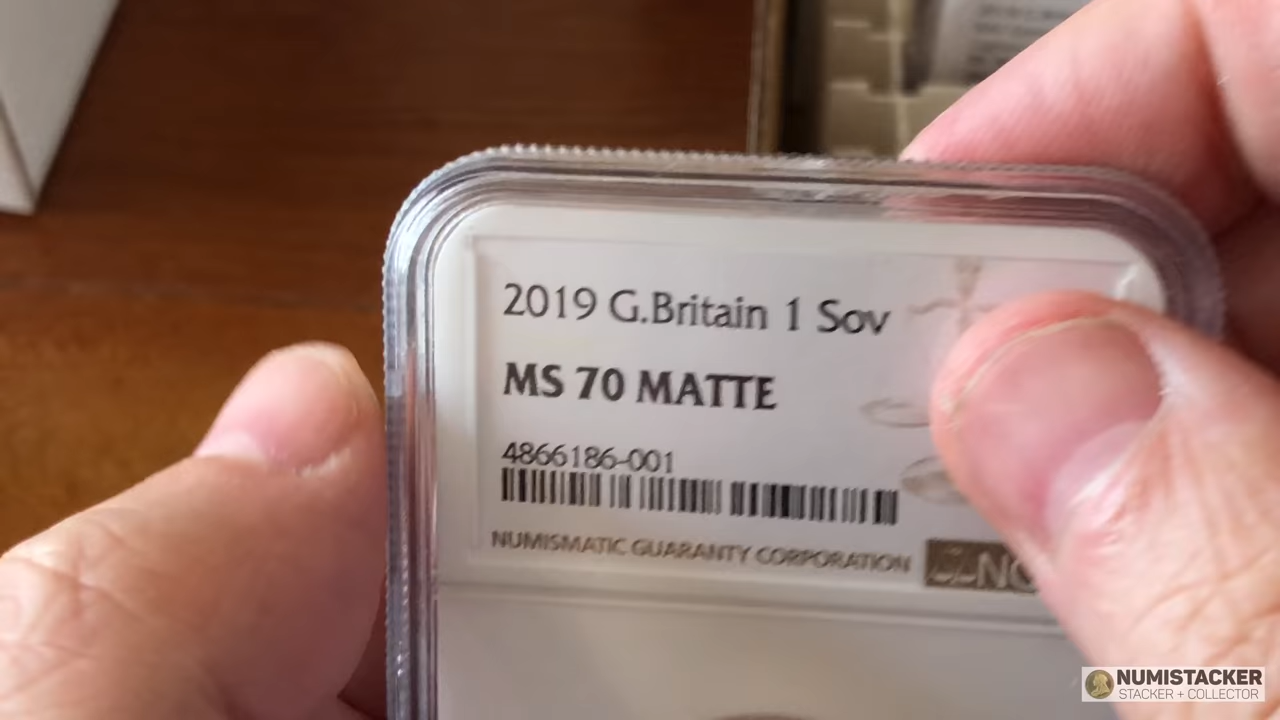 2019 G.Britain 1 Sov
MS 70 MATTE
4866186-001
NUMISMATIC GUARANTY CORPORATION
NUMISTACKER
STACKER + COLLECTOR